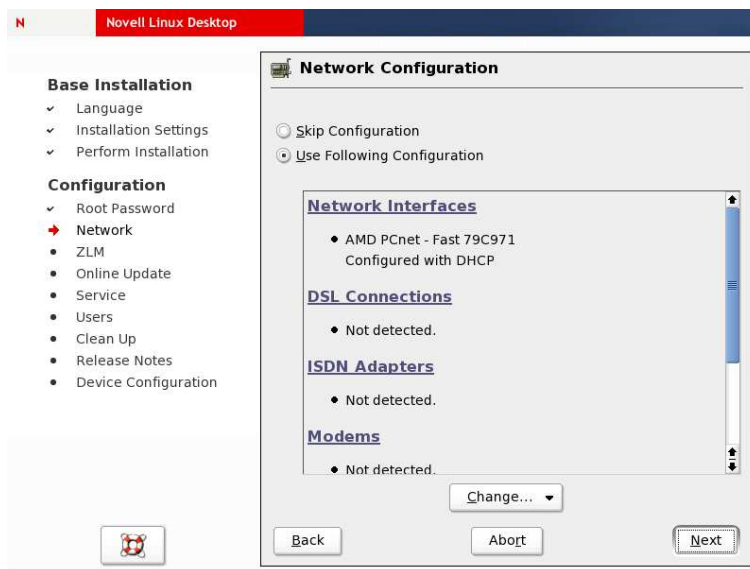 N Novell Linux Desktop
Base Installation
Language
Installation Settings
Perform Installation
Configuration
Root Password
Network
ZLM
Online Update
Service
Users
Clean Up
Release Notes
Device Configuration
Network Configuration
Skip Configuration
Use Following Configuration
Network Interfaces
AMD PCnet - Fast 79C971
Configured with DHCP
DSL Connections
Not detected.
ISDN Adapters
Not detected.
Modems
Not detected.
Change...
Back
Abort
Next